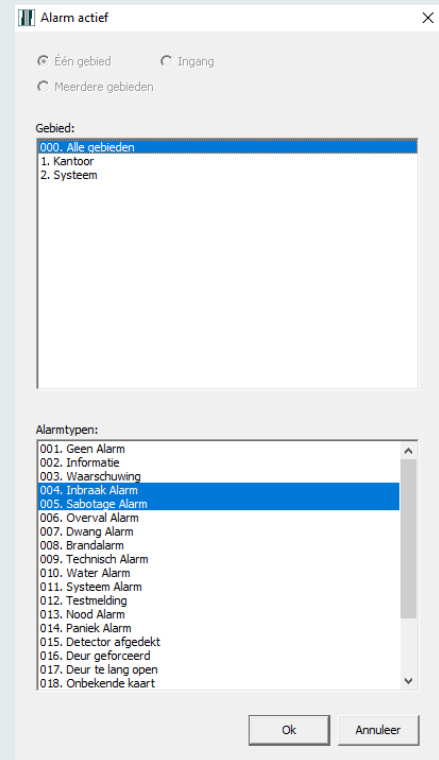 Alarm actief
Één gebied Ingang
Meerdere gebieden
Gebied:
000. Alle gebieden
1. Kantoor
2. Systeem
Alarmtypen:
001. Geen Alarm
002. Informatie
003. Waarschuwing
004. Inbraak Alarm
005. Sabotage Alarm
006. Overval Alarm
007. Dwang Alarm
008. Brandalarm
009. Technisch Alarm
010. Water Alarm
011. Systeem Alarm
012. Testmelding
013. Nood Alarm
014. Paniek Alarm
015. Detector afgedekt
016. Deur geforceerd
017. Deur te lang open
018. Onbekende kaart
Ok Annuleer